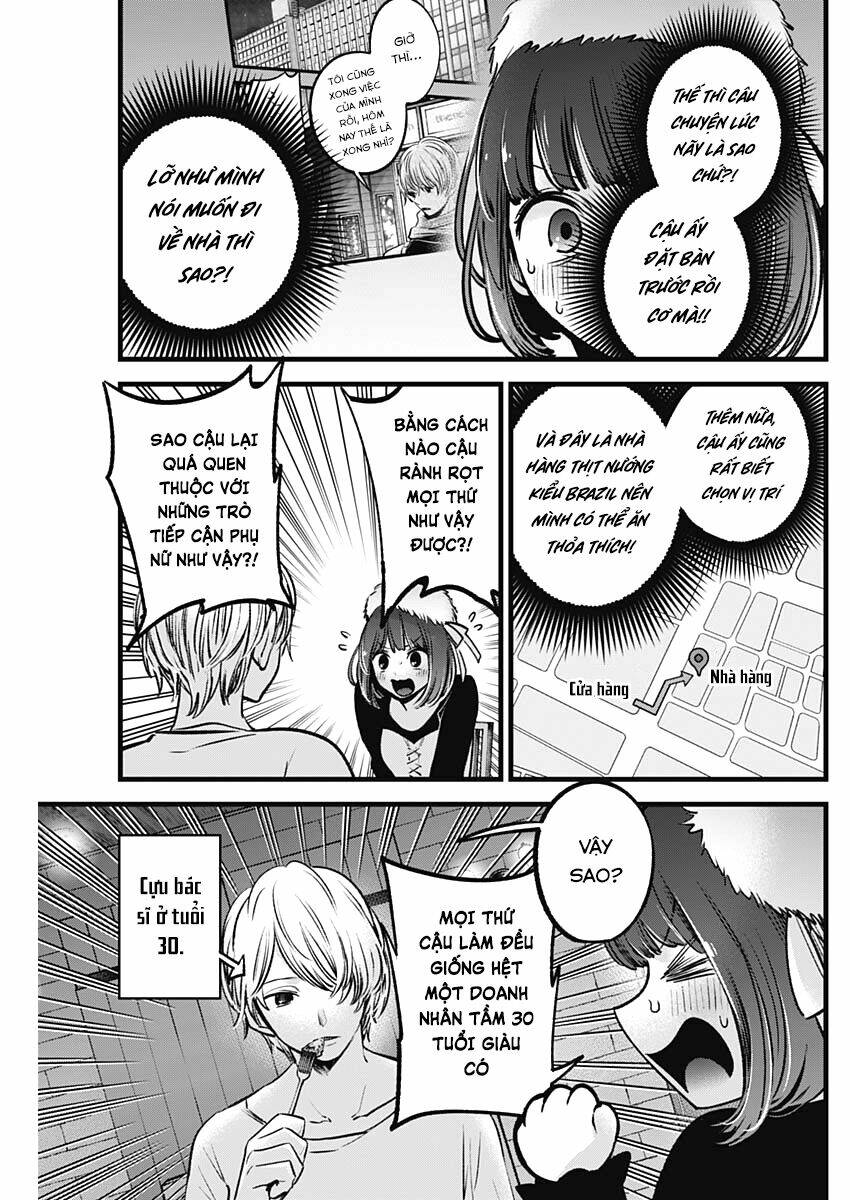 THẾ THÌ CÂU
CHUYỆN LÚC
NÃY LÀ SAO
CHỨ?!
CẬU ẤY
ĐẶT BÀN
TRƯỚC RỒI
CƠ MÀ!!
GIỜ
THÌ...
TÔI CŨNG
XONG VIỆC
CỦA MÌNH
RỒI, HÔM
NAY THẾ LÀ
XONG NHỈ?
LỠ NHƯ MÌNH
NÓI MUỐN ĐI
VỀ NHÀ THÌ
SAO?!
THÊM NỮA,
CẬU ẤY CŨNG
RẤT BIẾT
CHỌN VỊ TRÍ
VÀ ĐÂY LÀ NHÀ
HÀNG THỊT NƯỚNG
KIỂU BRAZIL NÊN
MÌNH CÓ THỂ ĂN
THỎA THÍCH!
Cửa hàng
Nhà hàng
BẰNG CÁCH
NÀO CẬU
RÀNH RỌT
MỌI THỨ
NHƯ VẬY
ĐƯỢC?!
SAO CẬU LẠI
QUÁ QUEN
THUỘC VỚI
NHỮNG TRÒ
TIẾP CẬN PHỤ
NỮ NHƯ VẬY?!
VẬY
SAO?
MỌI THỨ
CẬU LÀM ĐỀU
GIỐNG HỆT
MỘT DOANH
NHÂN TẦM 30
TUỔI GIÀU
CÓ
Cựu bác
sĩ ở tuổi
30.